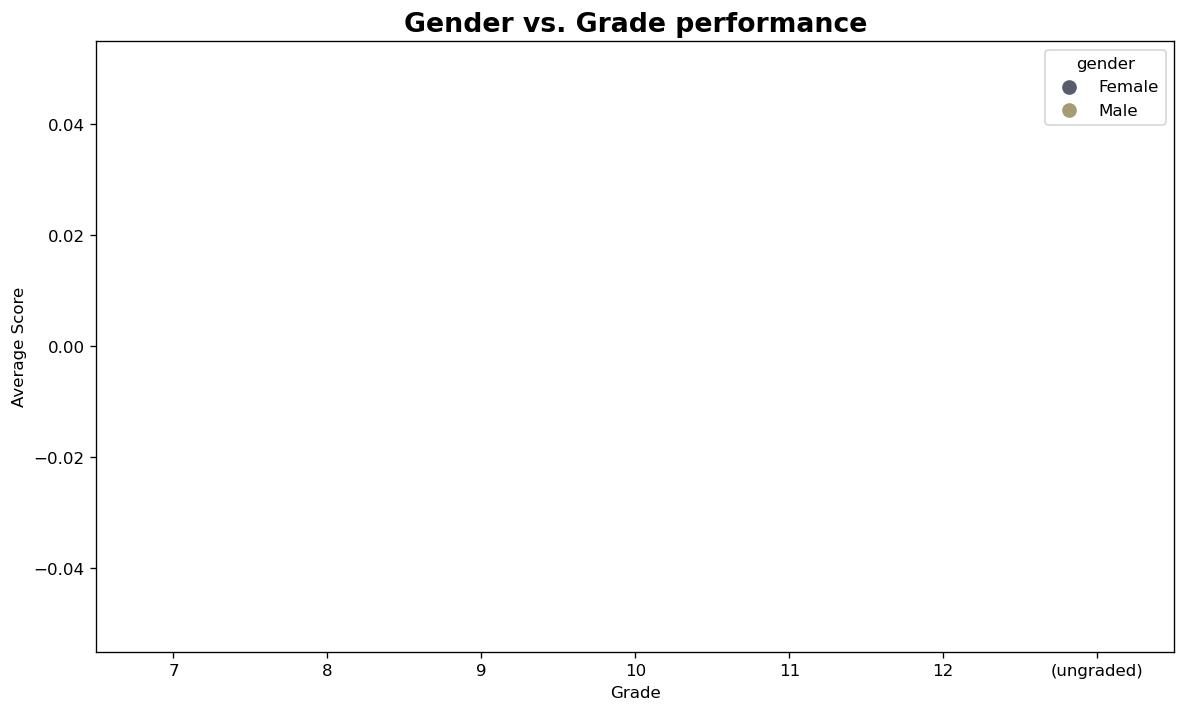 Gender vs. Grade performance
gender
Female
Male
0.04
0.02
0.00
−0.02
−0.04
Average Score
7 8 9 10 11 12 (ungraded)
Grade